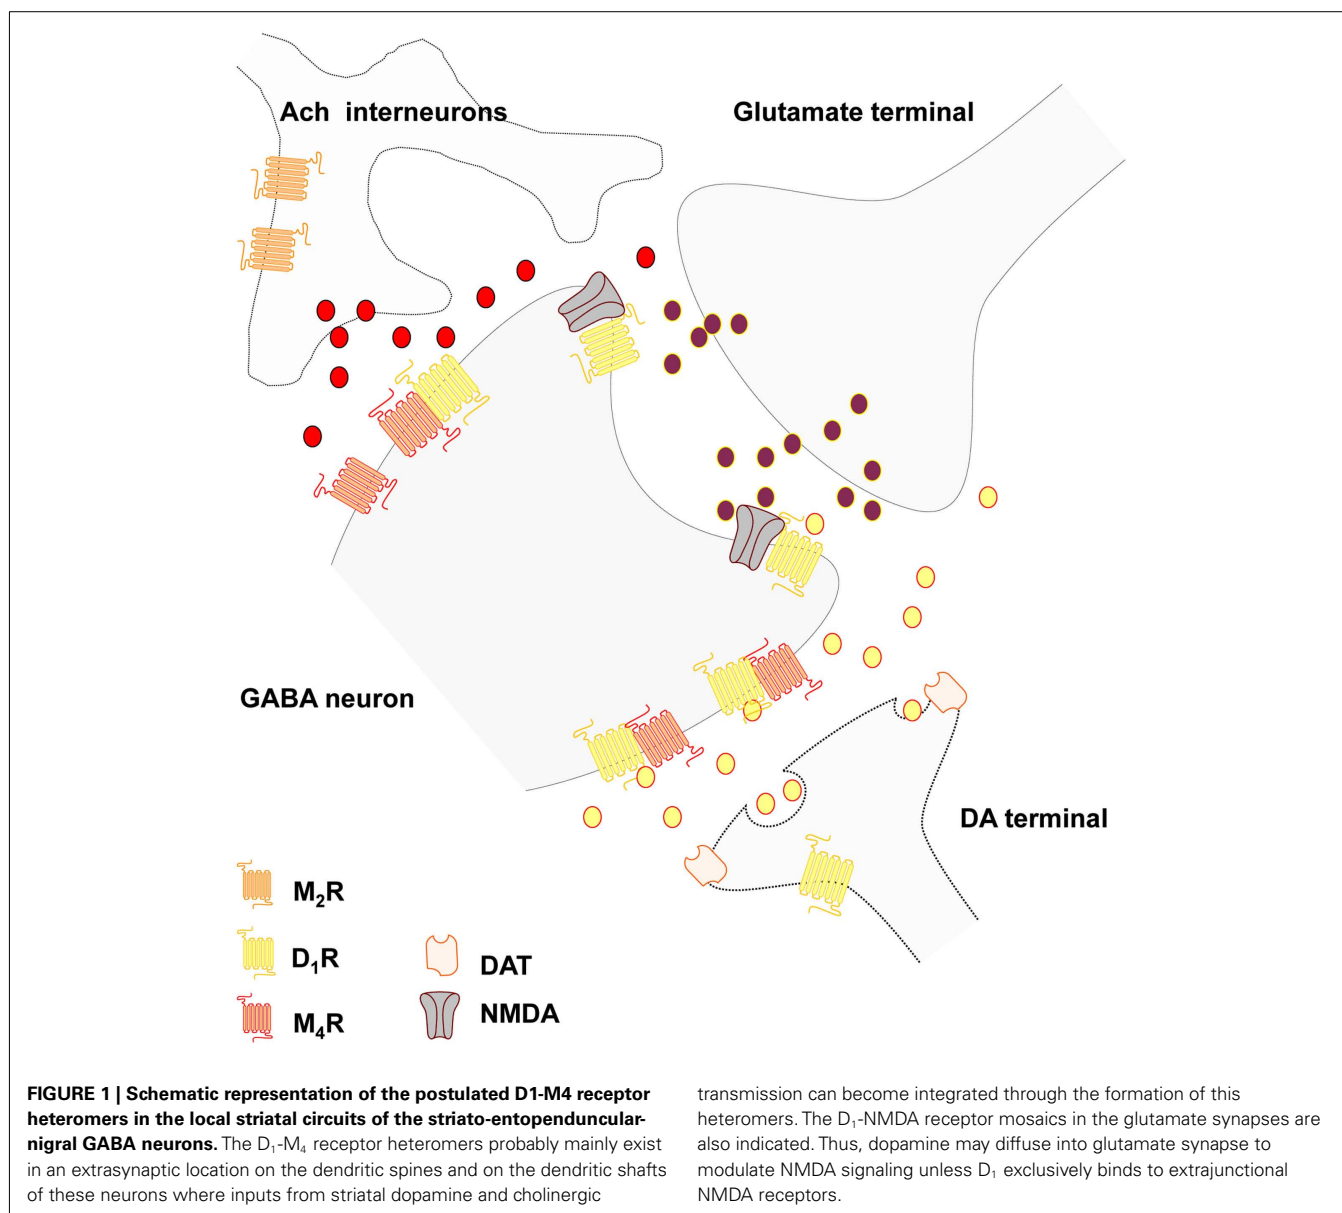 Ach interneurons
Glutamate terminal
GABA neuron
DA terminal
M₂R
D₁R
M₄R
DAT
NMDA
FIGURE 1 | Schematic representation of the postulated D1-M4 receptor
heteromers in the local striatal circuits of the striato-entopenduncular-
nigral GABA neurons. The D₁-M₄ receptor heteromers probably mainly exist
in an extrasynaptic location on the dendritic spines and on the dendritic shafts
of these neurons where inputs from striatal dopamine and cholinergic
transmission can become integrated through the formation of this
heteromers. The D₁-NMDA receptor mosaics in the glutamate synapses are
also indicated. Thus, dopamine may diffuse into glutamate synapse to
modulate NMDA signaling unless D₁ exclusively binds to extrajunctional
NMDA receptors.